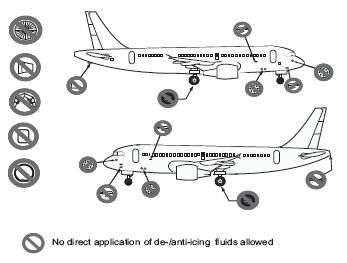 No direct application of de-/anti-icing fluids allowed